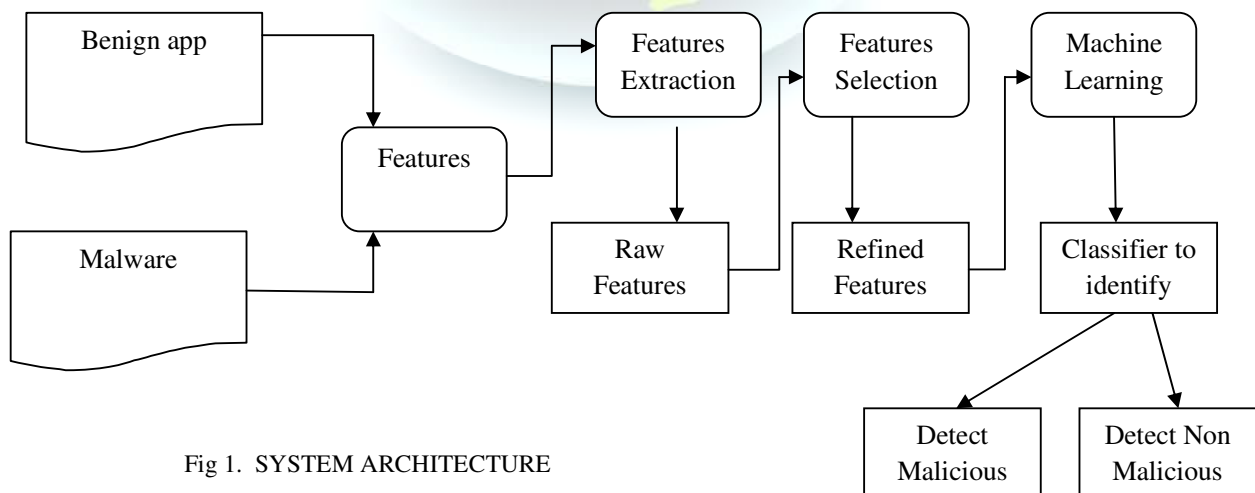 Benign app
Malware
Features
Features
Extraction
Raw
Features
Features
Selection
Refined
Features
Machine
Learning
Classifier to
identify
Detect
Malicious
Detect Non
Malicious
Fig 1. SYSTEM ARCHITECTURE